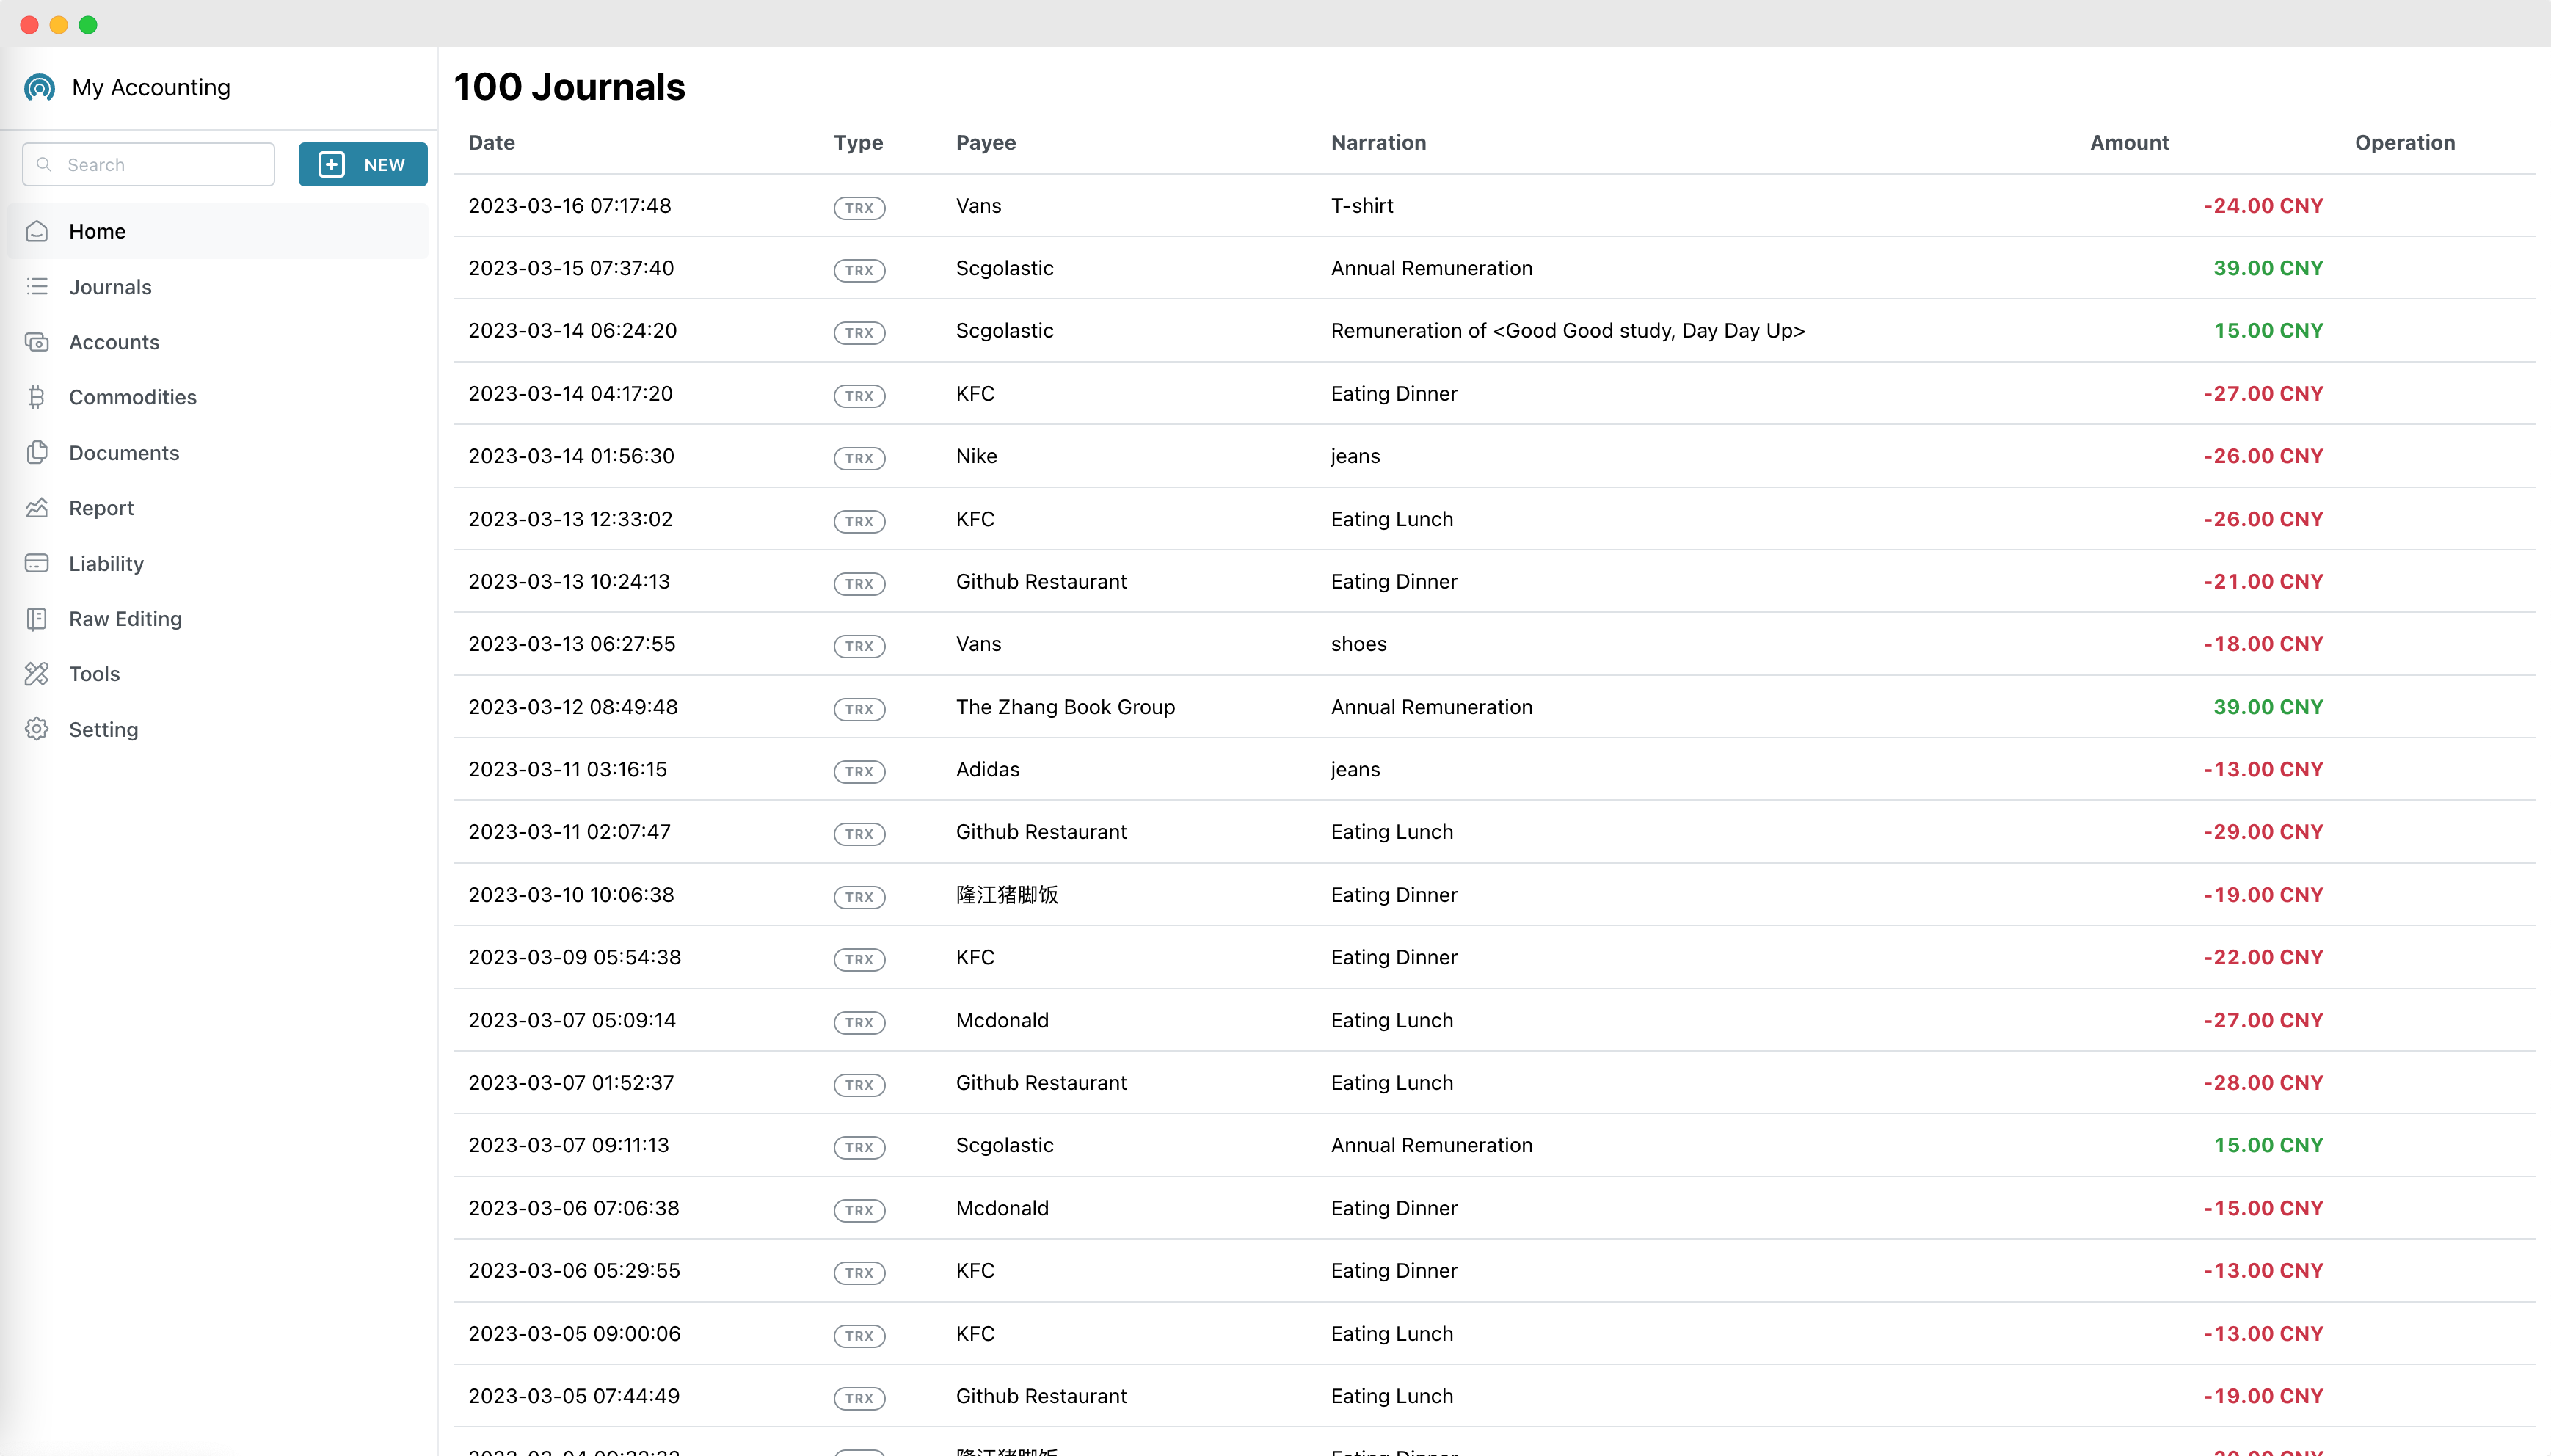 My Accounting
Search
NEW
Home
Journals
Accounts
Commodities
Documents
Report
Liability
Raw Editing
Tools
Setting
100 Journals
Date Type Payee Narration Amount Operation
2023-03-16 07:17:48 TRX Vans T-shirt -24.00 CNY
2023-03-15 07:37:40 TRX Scgolastic Annual Remuneration 39.00 CNY
2023-03-14 06:24:20 TRX Scgolastic Remuneration of <Good Good study, Day Day Up> 15.00 CNY
2023-03-14 04:17:20 TRX KFC Eating Dinner -27.00 CNY
2023-03-14 01:56:30 TRX Nike jeans -26.00 CNY
2023-03-13 12:33:02 TRX KFC Eating Lunch -26.00 CNY
2023-03-13 10:24:13 TRX Github Restaurant Eating Dinner -21.00 CNY
2023-03-13 06:27:55 TRX Vans shoes -18.00 CNY
2023-03-12 08:49:48 TRX The Zhang Book Group Annual Remuneration 39.00 CNY
2023-03-11 03:16:15 TRX Adidas jeans -13.00 CNY
2023-03-11 02:07:47 TRX Github Restaurant Eating Lunch -29.00 CNY
2023-03-10 10:06:38 TRX 隆江猪脚饭 Eating Dinner -19.00 CNY
2023-03-09 05:54:38 TRX KFC Eating Dinner -22.00 CNY
2023-03-07 05:09:14 TRX Mcdonald Eating Lunch -27.00 CNY
2023-03-07 01:52:37 TRX Github Restaurant Eating Lunch -28.00 CNY
2023-03-07 09:11:13 TRX Scgolastic Annual Remuneration 15.00 CNY
2023-03-06 07:06:38 TRX Mcdonald Eating Dinner -15.00 CNY
2023-03-06 05:29:55 TRX KFC Eating Dinner -13.00 CNY
2023-03-05 09:00:06 TRX KFC Eating Lunch -13.00 CNY
2023-03-05 07:44:49 TRX Github Restaurant Eating Lunch -19.00 CNY
隆江猪脚饭 Eating Dinner